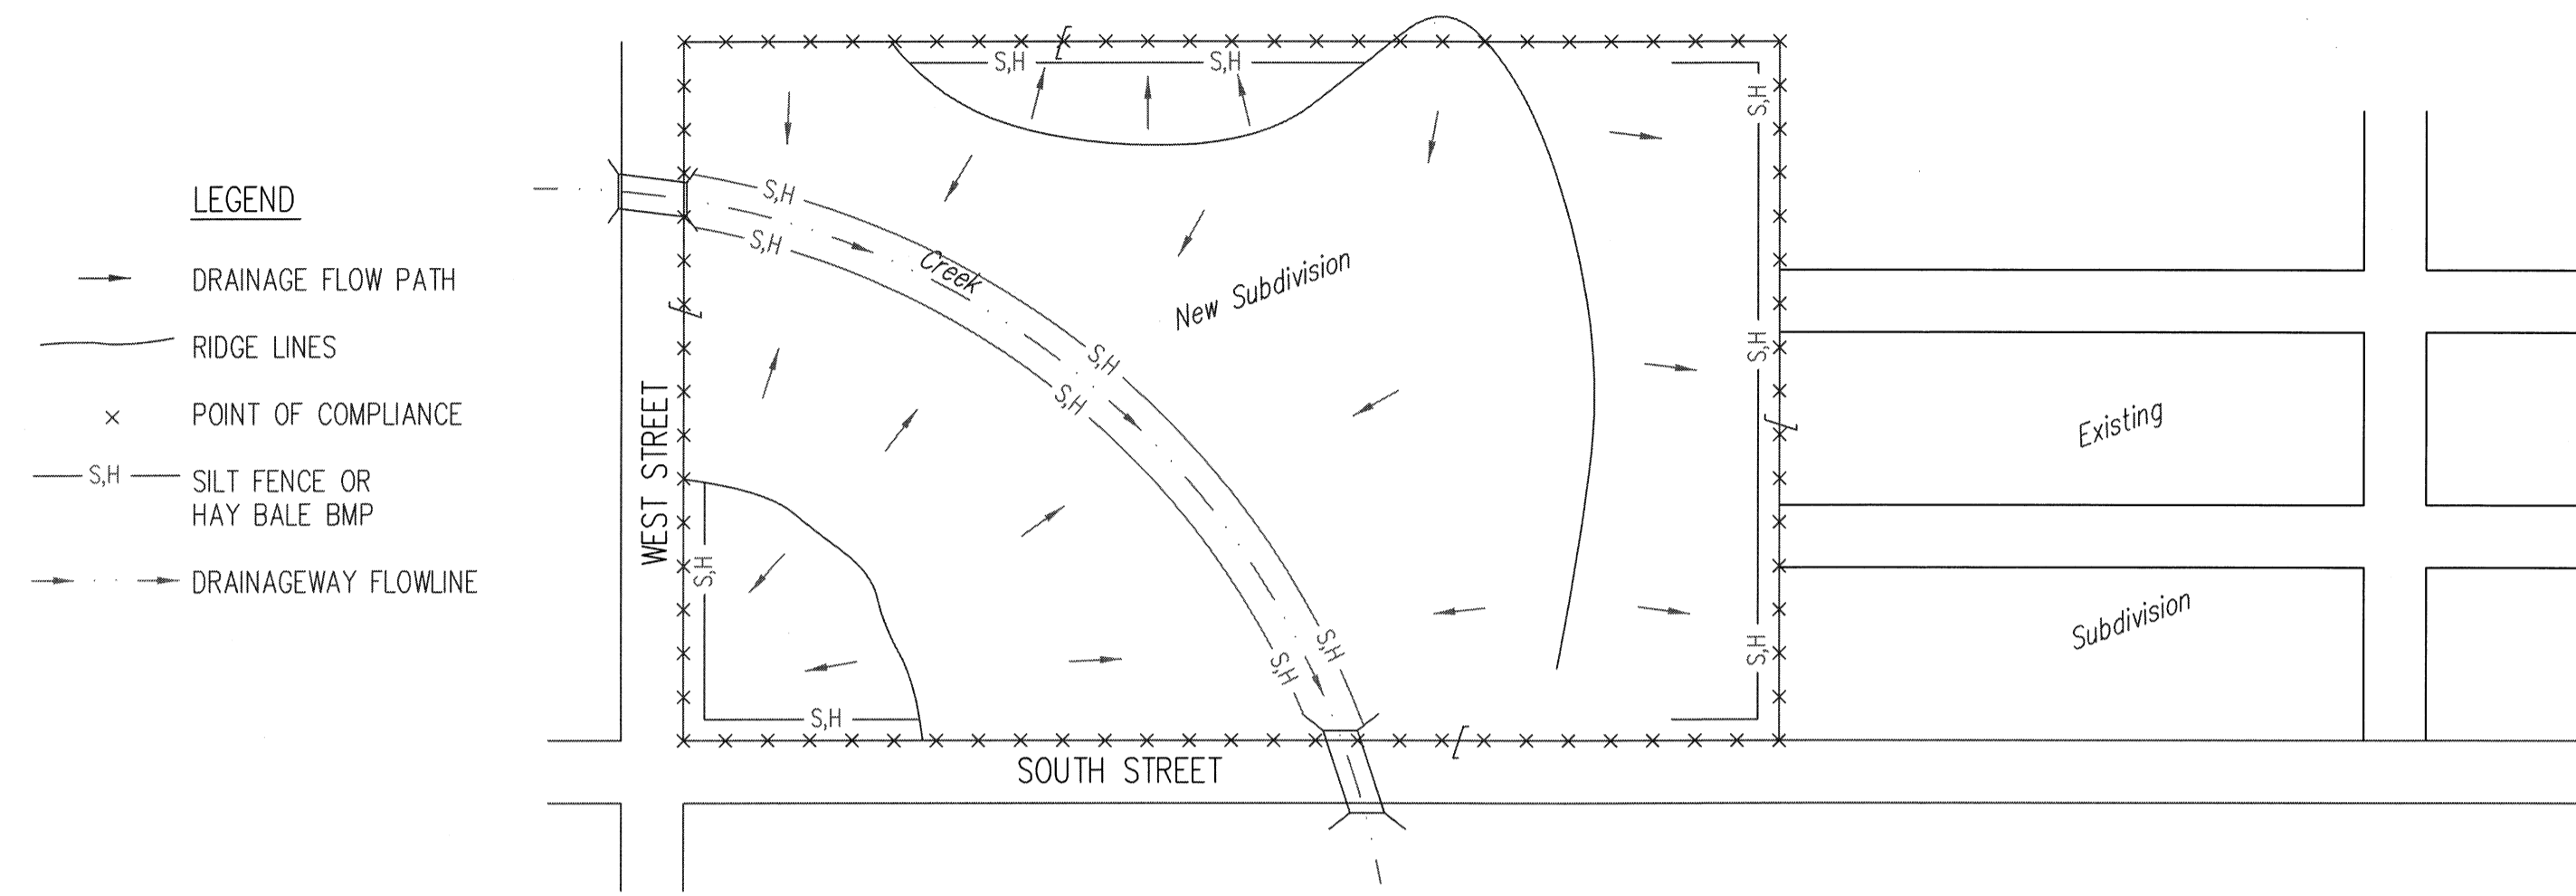 LEGEND
DRAINAGE FLOW PATH
RIDGE LINES
× POINT OF COMPLIANCE
S,H SILT FENCE OR
HAY BALE BMP
DRAINAGEWAY FLOWLINE
S,H
S,H
S,H
S,H
S,H
Creek
New Subdivision
S,H
S,H
S,H
WEST STREET
Existing
S,H
S,H
S,H
S,H
Subdivision
S,H
SOUTH STREET